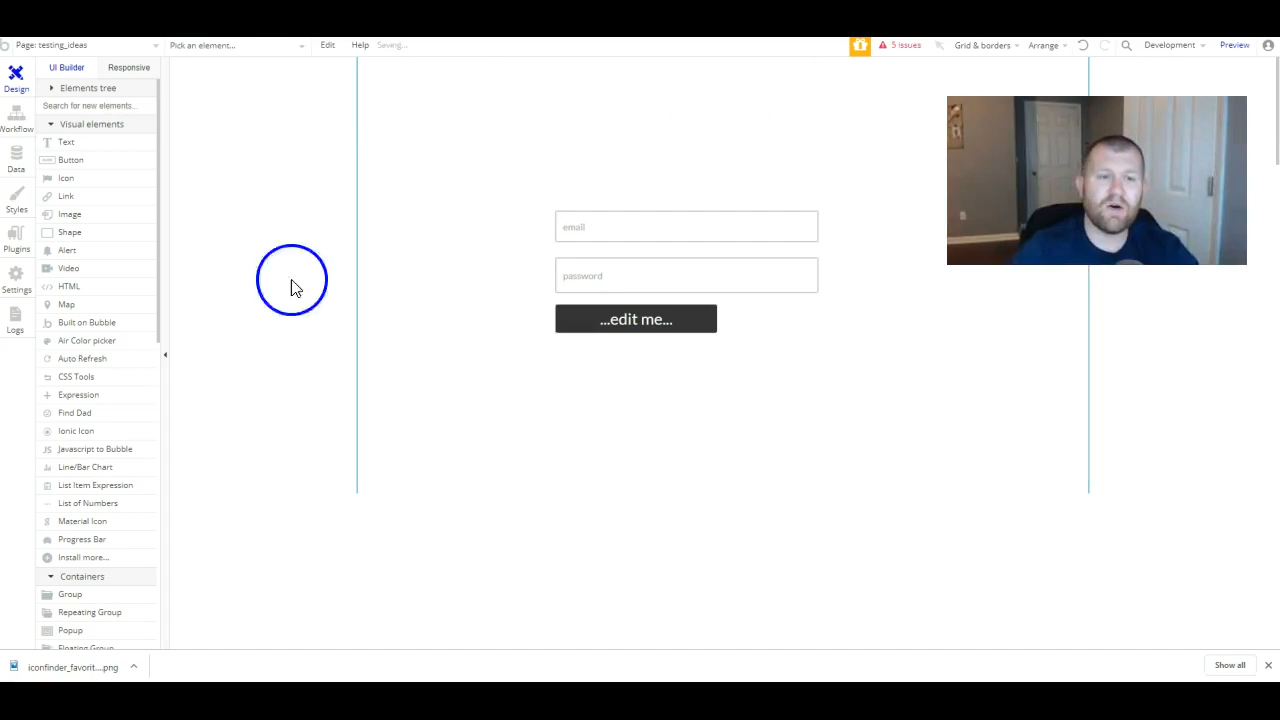 Page: testing_ideas
Pick an element...
Edit
Help
Saving...
5 issues
Grid & borders
Arrange
Development
Preview
Design
Workflow
Data
Styles
Plugins
Settings
Logs
UI Builder
Responsive
Elements tree
Search for new elements...
Visual elements
Text
Button
Icon
Link
Image
Shape
Alert
Video
HTML
Map
Built on Bubble
Air Color picker
Auto Refresh
CSS Tools
Expression
Find Dad
Ionic Icon
Javascript to Bubble
Line/Bar Chart
List Item Expression
List of Numbers
Material Icon
Progress Bar
Install more...
Containers
Group
Repeating Group
Popup
Floating Group
email
password
...edit me...
iconfinder_favorit....png
Show all